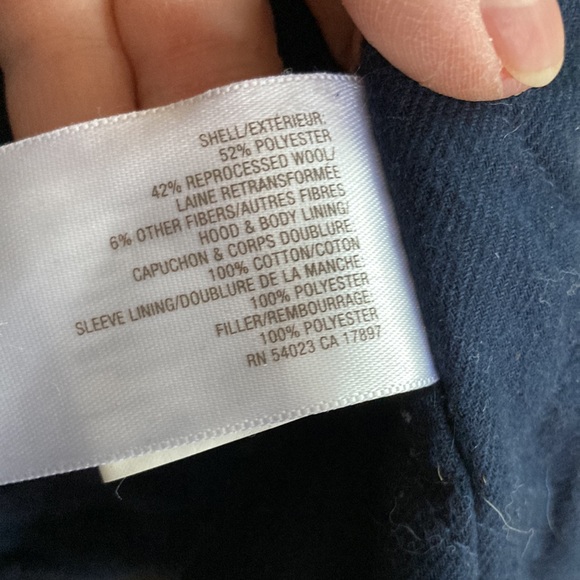 SHELL/EXTÉRIEUR:
52% POLYESTER
42% REPROCESSED WOOL/
LAINE RETRANSFORMÉE
6% OTHER FIBERS/AUTRES FIBRES
HOOD & BODY LINING/
CAPUCHON & CORPS DOUBLURE:
100% COTTON/COTON
SLEEVE LINING/DOUBLURE DE LA MANCHE:
100% POLYESTER
FILLER/REMBOURRAGE:
100% POLYESTER
RN 54023 CA 17897